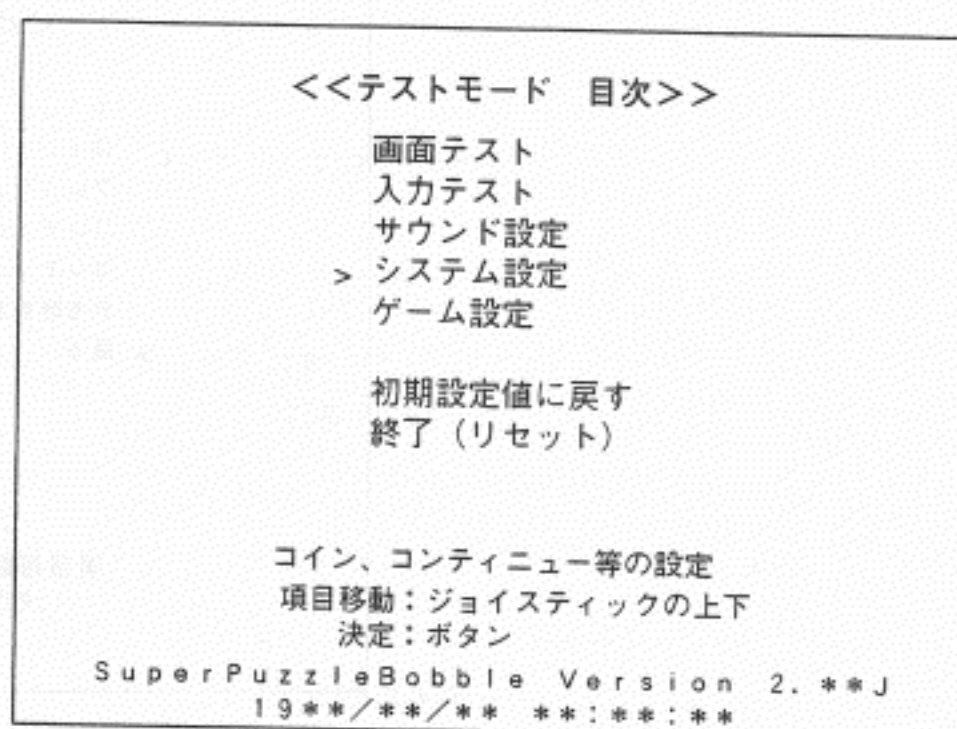 <<テストモード　目次>>
画面テスト
入力テスト
サウンド設定
> システム設定
ゲーム設定
初期設定値に戻す
終了（リセット）
コイン、コンティニュー等の設定
項目移動：ジョイスティックの上下
決定：ボタン
SuperPuzzleBobble Version 2.**J
19**/**/** **:**:**